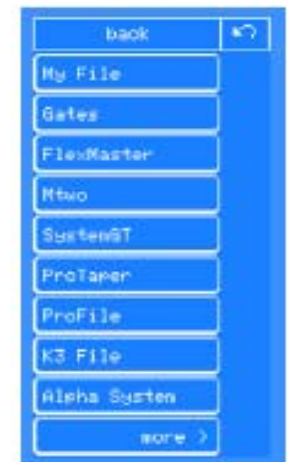 back
My File
Gates
FlexMaster
Mtwo
SystemGT
ProTaper
ProFile
K3 File
Alpha System
more >